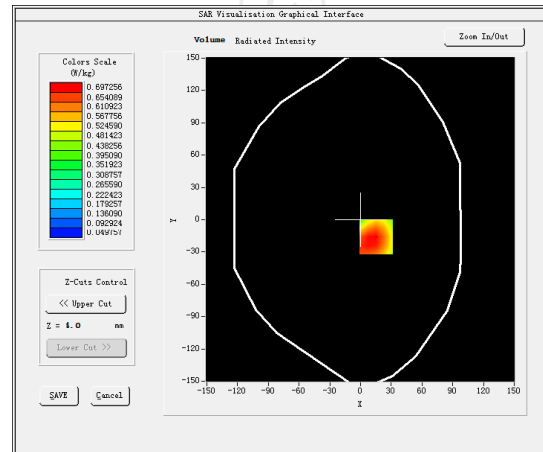 SAR Visualisation Graphical Interface
Volume Radiated Intensity
Zoom In/Out
Colors Scale
(W/kg)
0.697256
0.654089
0.610923
0.567756
0.524590
0.481423
0.438256
0.395090
0.351923
0.308757
0.265590
0.222423
0.179257
0.136090
0.092924
0.049757
Z-Cuts Control
<< Upper Cut
Z = 4.0 mm
Lower Cut >>
SAVE Cancel
150
120
90
60
30
0
-30
-60
-90
-120
-150
Y
-150 -120 -90 -60 -30 0 30 60 90 120 150
X